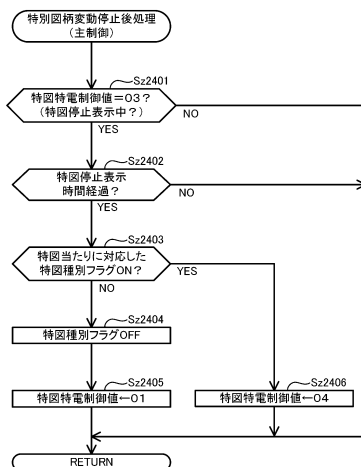 特別図柄変動停止後処理
(主制御)
Sz2401
特図特電制御値=03?
(特図停止表示中?)
NO
YES
Sz2402
特図停止表示
時間経過?
NO
YES
Sz2403
特図当たりに対応した
特図種別フラグON?
YES
NO
Sz2404
特図種別フラグOFF
Sz2405
特図特電制御値←01
Sz2406
特図特電制御値←04
RETURN